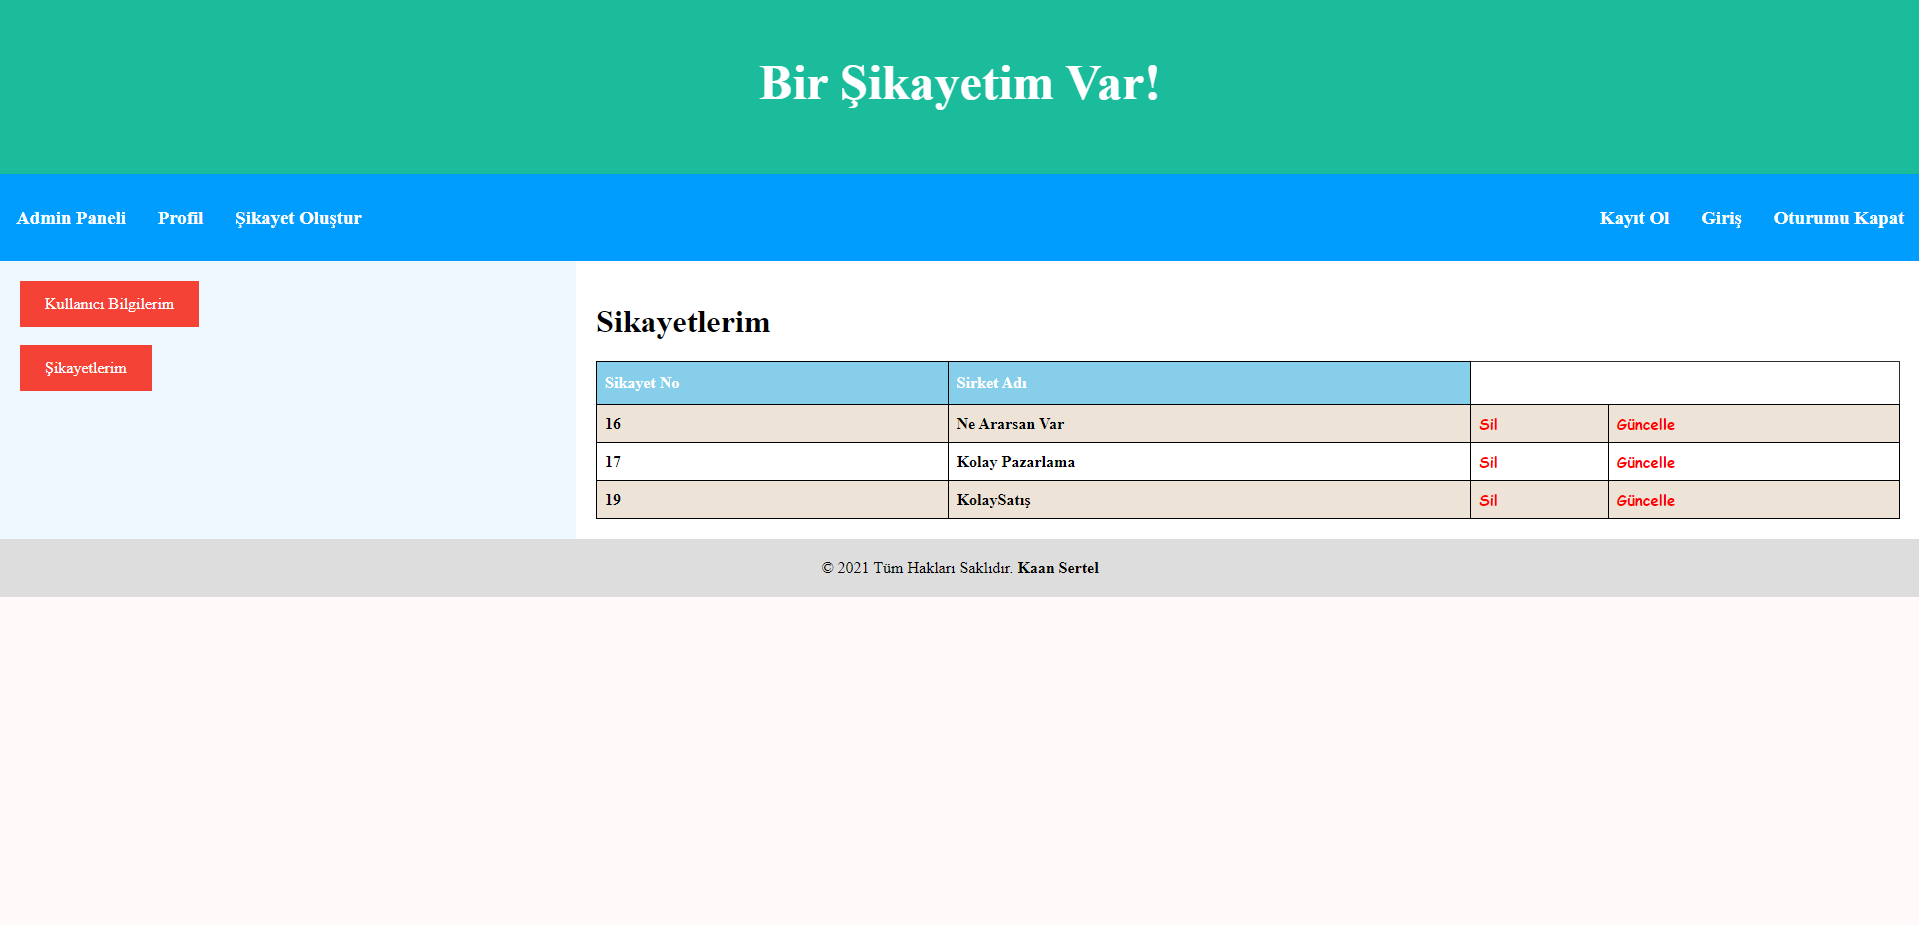 Bir Şikayetim Var!
Admin Paneli Profil Şikayet Oluştur Kayıt Ol Giriş Oturumu Kapat
Kullanıcı Bilgilerim
Şikayetlerim
Sikayetlerim
Sikayet No Sirket Adı
16 Ne Ararsan Var Sil Güncelle
17 Kolay Pazarlama Sil Güncelle
19 KolaySatış Sil Güncelle
© 2021 Tüm Hakları Saklıdır. Kaan Sertel